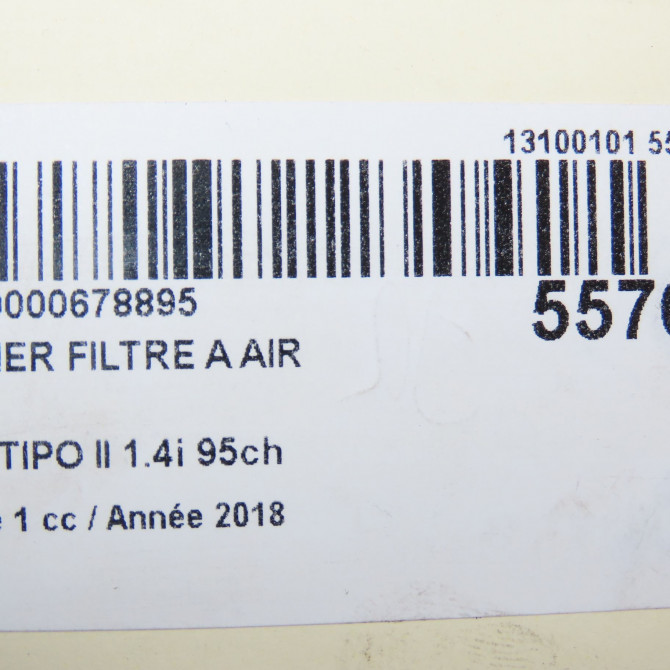 13100101 55
0000678895
5570
IER FILTRE A AIR
TIPO II 1.4i 95ch
e 1 cc / Année 2018